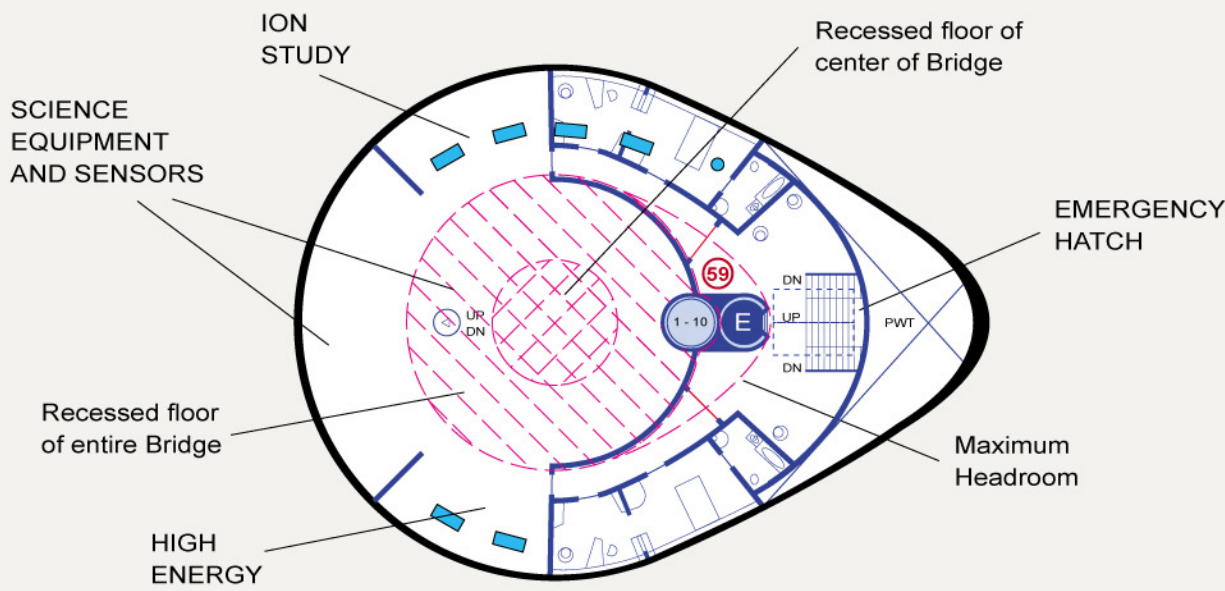 ION
STUDY
Recessed floor of
center of Bridge
SCIENCE
EQUIPMENT
AND SENSORS
EMERGENCY
HATCH
59
DN
UP
DN
1 - 10
E
UP
PWT
DN
Recessed floor
of entire Bridge
Maximum
Headroom
HIGH
ENERGY